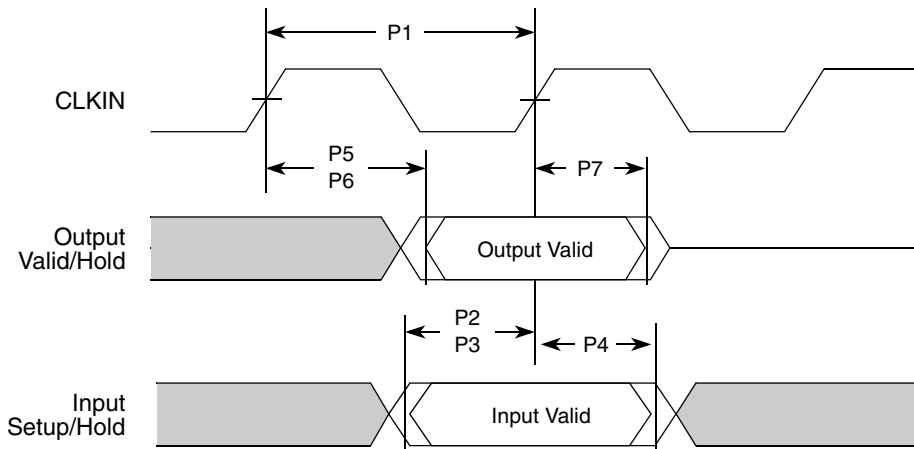 P1
CLKIN
P5
P6
P7
Output
Valid/Hold
Output Valid
P2
P3
P4
Input
Setup/Hold
Input Valid